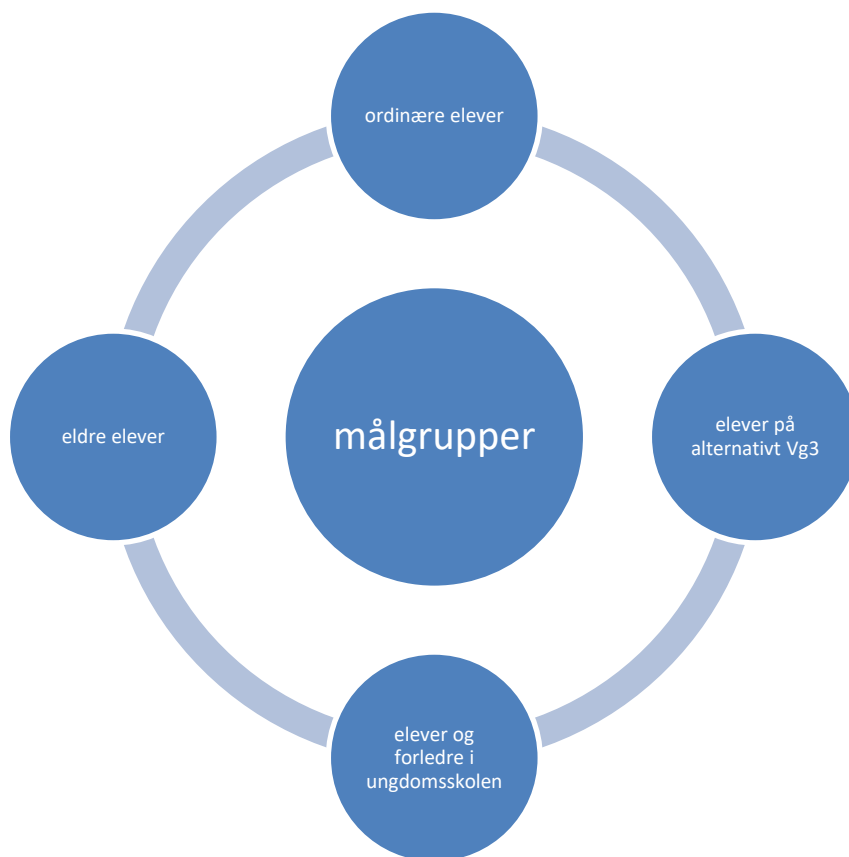 ordinære elever
eldre elever
målgrupper
elever på
alternativt Vg3
elever og
forledre i
ungdomsskolen